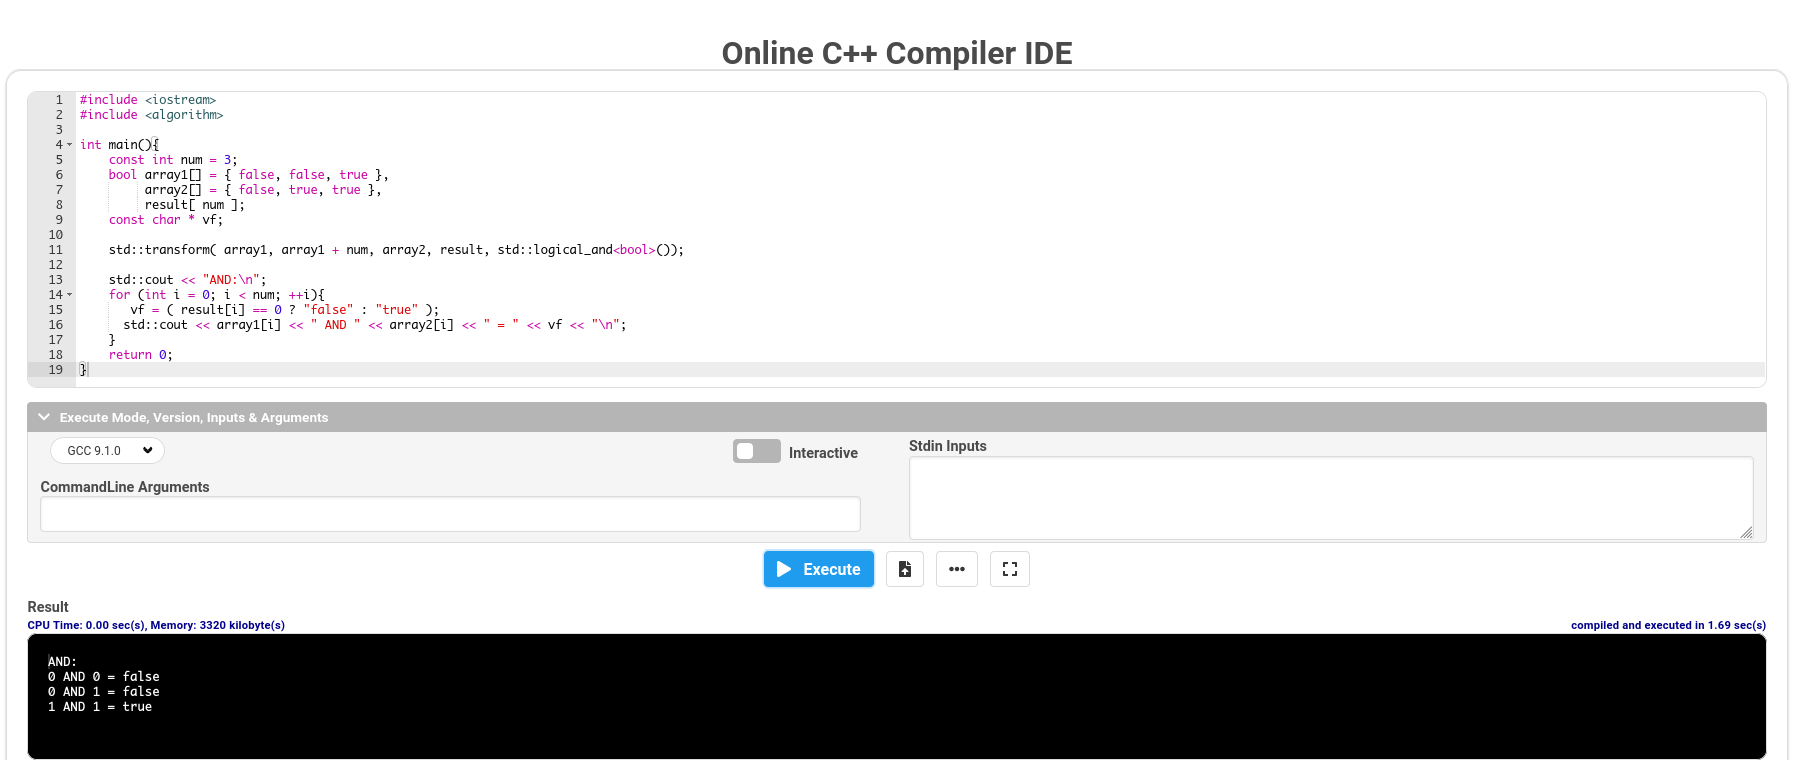 Online C++ Compiler IDE
1 #include <iostream>
2 #include <algorithm>
3
4 int main(){
5     const int num = 3;
6     bool array1[] = { false, false, true },
7          array2[] = { false, true, true },
8          result[ num ];
9     const char * vf;
10
11     std::transform( array1, array1 + num, array2, result, std::logical_and<bool>());
12
13     std::cout << "AND:\n";
14     for (int i = 0; i < num; ++i){
15        vf = ( result[i] == 0 ? "false" : "true" );
16       std::cout << array1[i] << " AND " << array2[i] << " = " << vf << "\n";
17     }
18     return 0;
19 }
Execute Mode, Version, Inputs & Arguments
GCC 9.1.0
Interactive
Stdin Inputs
CommandLine Arguments
Execute
Result
CPU Time: 0.00 sec(s), Memory: 3320 kilobyte(s)
compiled and executed in 1.69 sec(s)
AND:
0 AND 0 = false
0 AND 1 = false
1 AND 1 = true